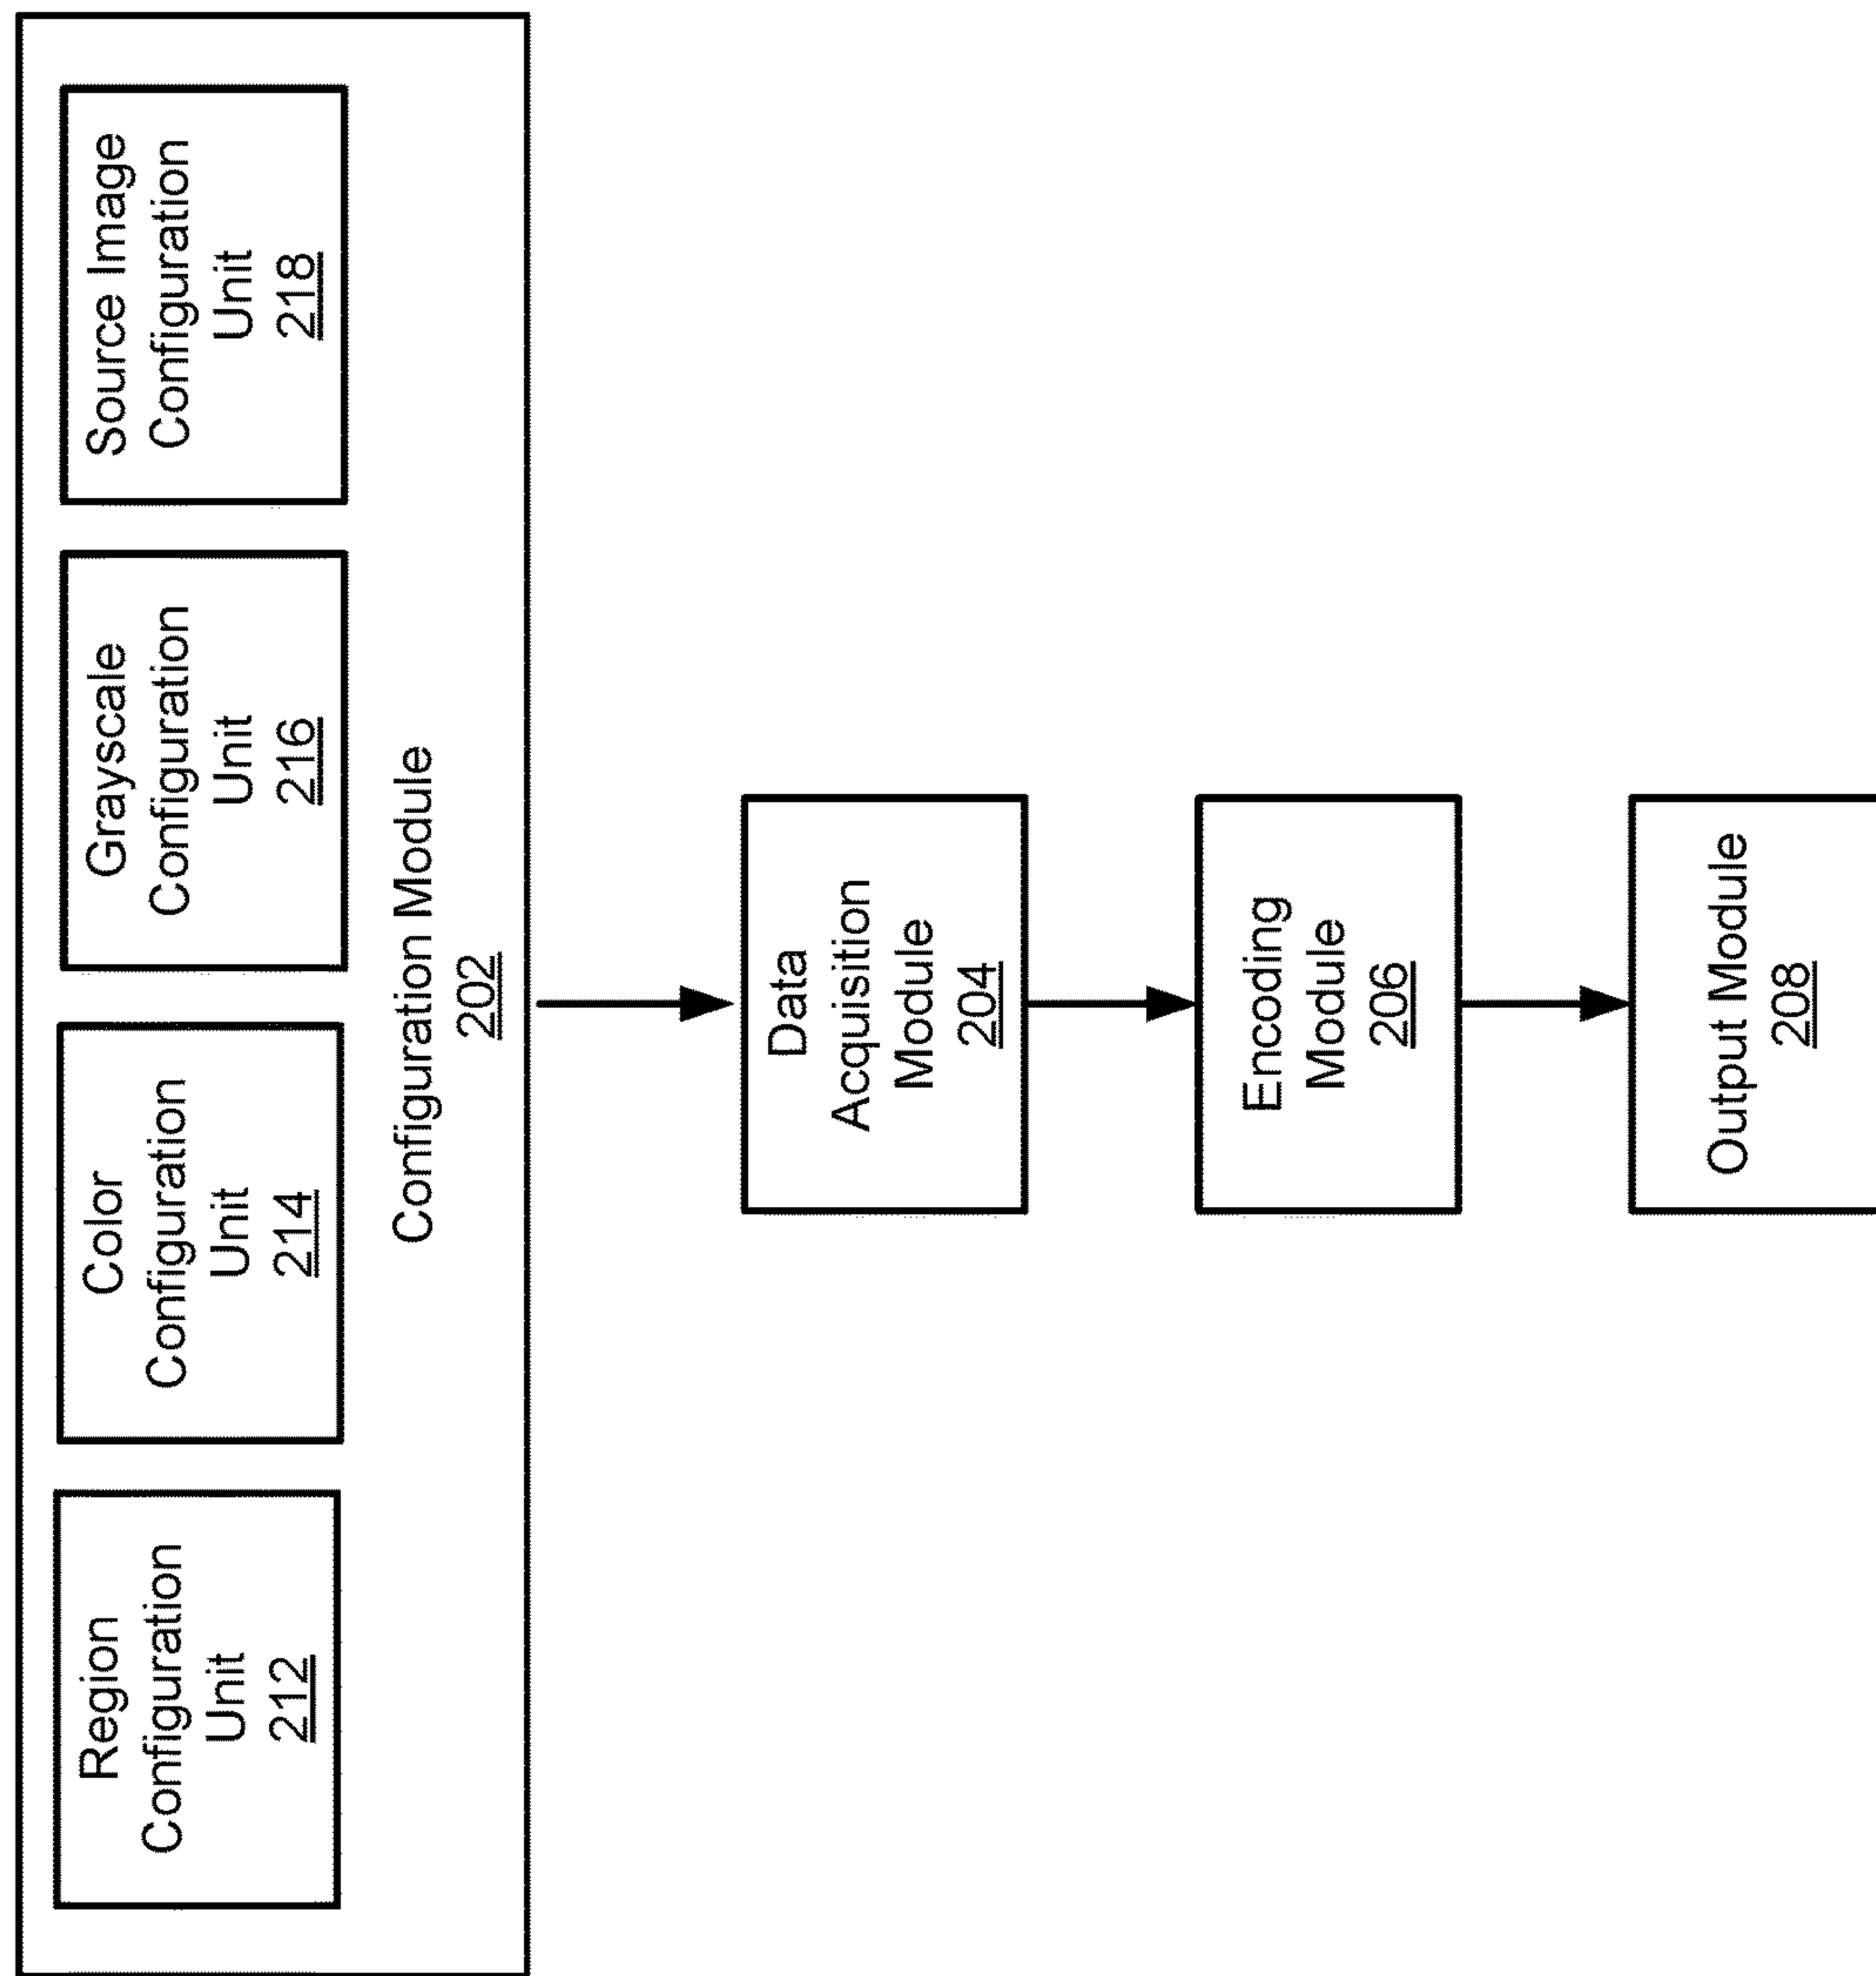 Region
Configuration
Unit
212
Color
Configuration
Unit
214
Grayscale
Configuration
Unit
216
Source Image
Configuration
Unit
218
Configuration Module
202
Data
Acquisition
Module
204
Encoding
Module
206
Output Module
208